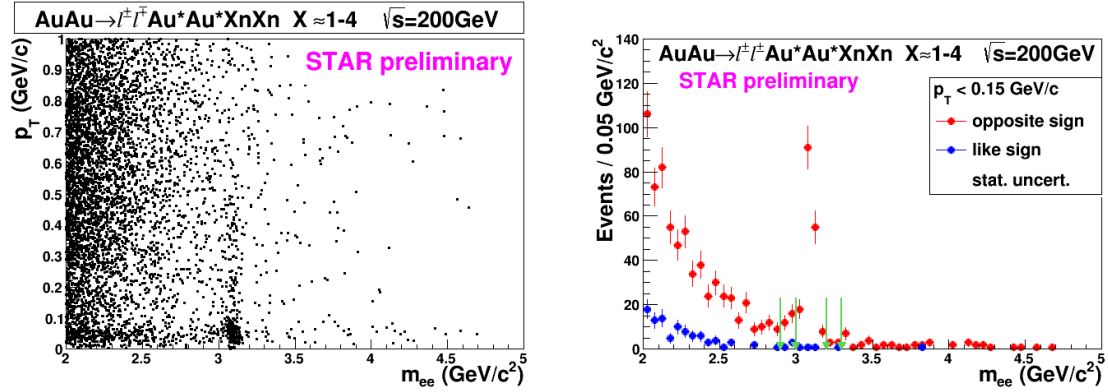 AuAu→l±l∓Au*Au*XnXn X ≈1-4 √s=200GeV
STAR preliminary
p_T (GeV/c)
1
0.9
0.8
0.7
0.6
0.5
0.4
0.3
0.2
0.1
0
2 2.5 3 3.5 4 4.5 5
m_ee (GeV/c²)
AuAu→l±l±Au*Au*XnXn X ≈1-4 √s=200GeV
STAR preliminary
p_T < 0.15 GeV/c
opposite sign
like sign
stat. uncert.
Events / 0.05 GeV/c²
140
120
100
80
60
40
20
0
2 2.5 3 3.5 4 4.5 5
m_ee (GeV/c²)